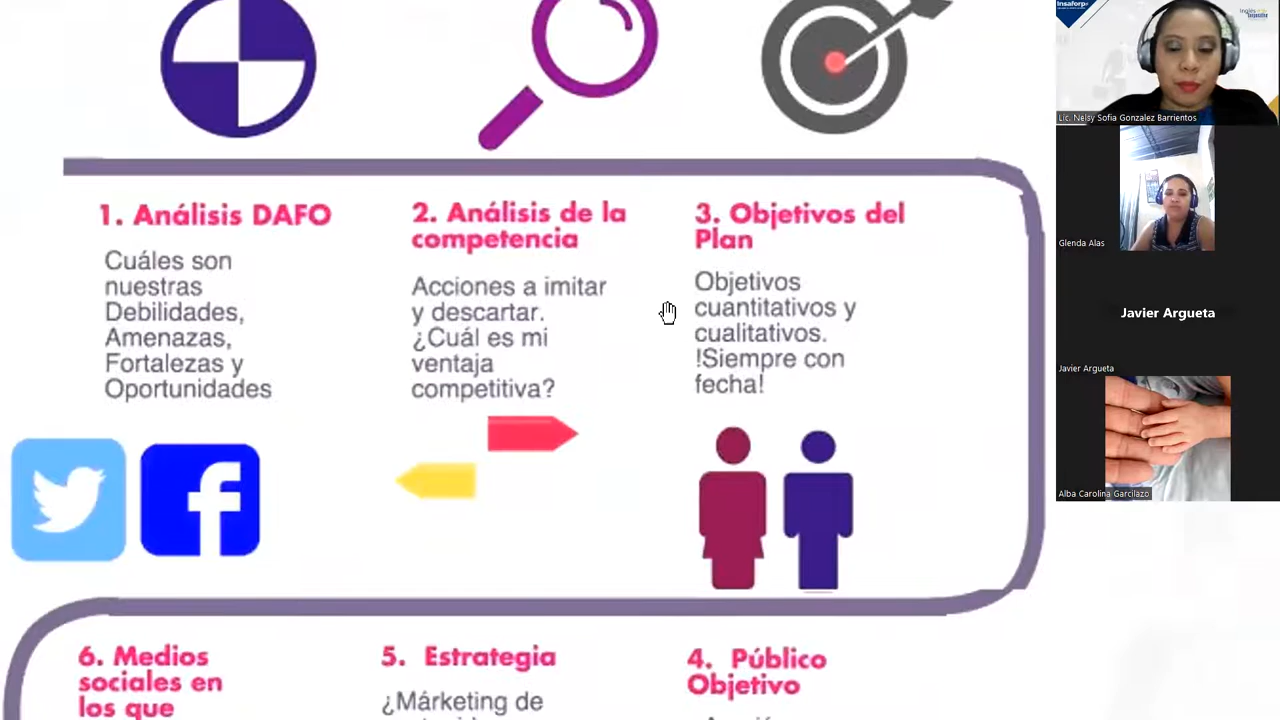 1. Análisis DAFO
Cuáles son
nuestras
Debilidades,
Amenazas,
Fortalezas y
Oportunidades
2. Análisis de la
competencia
Acciones a imitar
y descartar.
¿Cuál es mi
ventaja
competitiva?
3. Objetivos del
Plan
Objetivos
cuantitativos y
cualitativos.
!Siempre con
fecha!
6. Medios
sociales en
los que
5. Estrategia
¿Márketing de
4. Público
Objetivo
Insaforp
Lic. Nelsy Sofia Gonzalez Barrientos
Glenda Alas
Javier Argueta
Javier Argueta
Alba Carolina Garcilazo